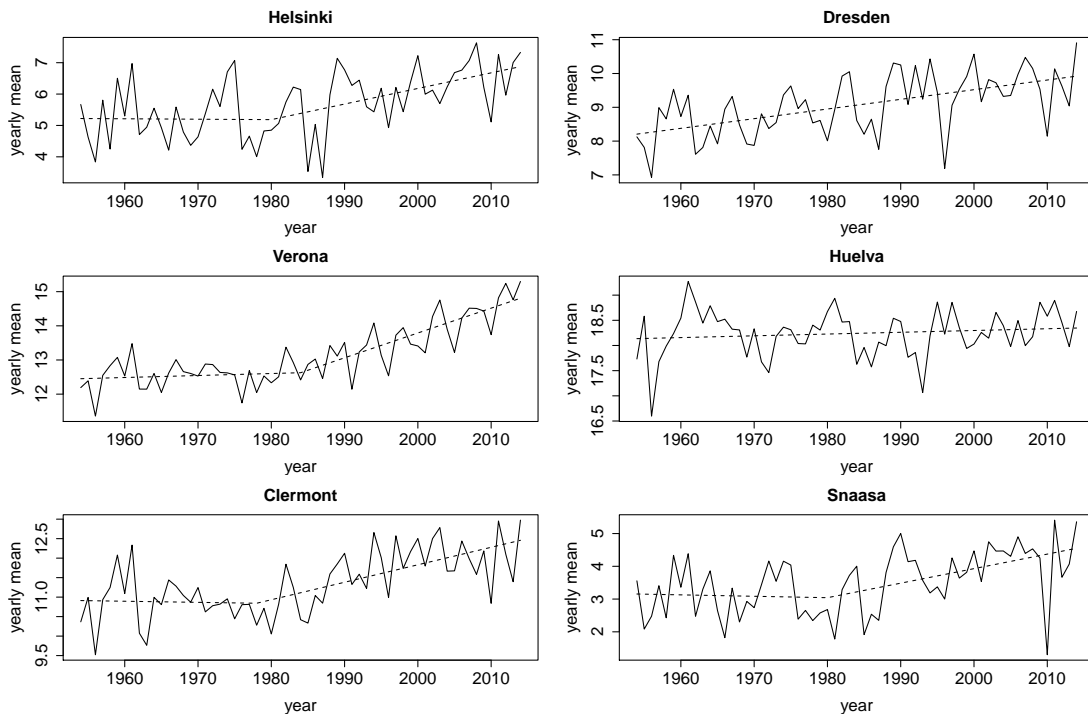 Helsinki
yearly mean
4 5 6 7
1960 1970 1980 1990 2000 2010
year
Dresden
yearly mean
7 8 9 10 11
1960 1970 1980 1990 2000 2010
year
Verona
yearly mean
12 13 14 15
1960 1970 1980 1990 2000 2010
year
Huelva
yearly mean
16.5 17.5 18.5
1960 1970 1980 1990 2000 2010
year
Clermont
yearly mean
9.5 11.0 12.5
1960 1970 1980 1990 2000 2010
year
Snaasa
yearly mean
2 3 4 5
1960 1970 1980 1990 2000 2010
year